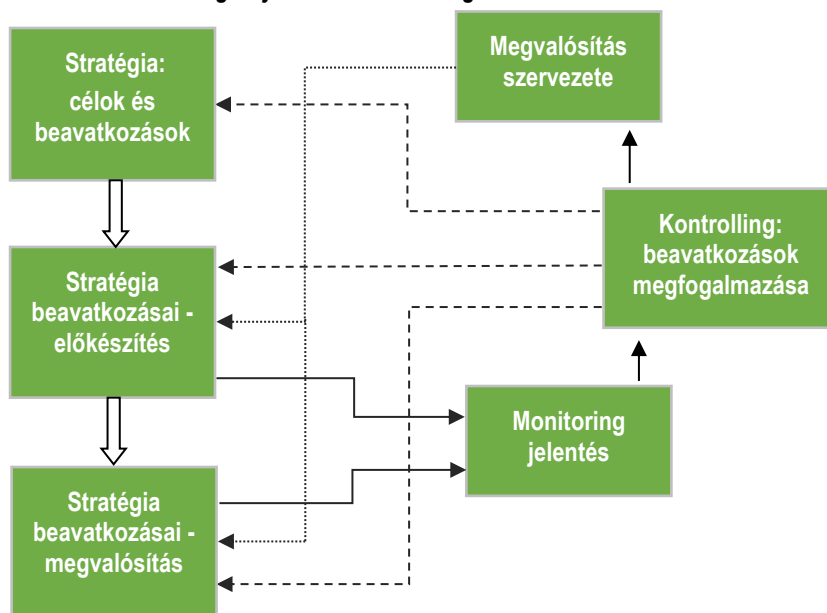 Stratégia:
célok és
beavatkozások
Megvalósítás
szervezete
Kontrolling:
beavatkozások
megfogalmazása
Stratégia
beavatkozásai -
előkészítés
Monitoring
jelentés
Stratégia
beavatkozásai -
megvalósítás